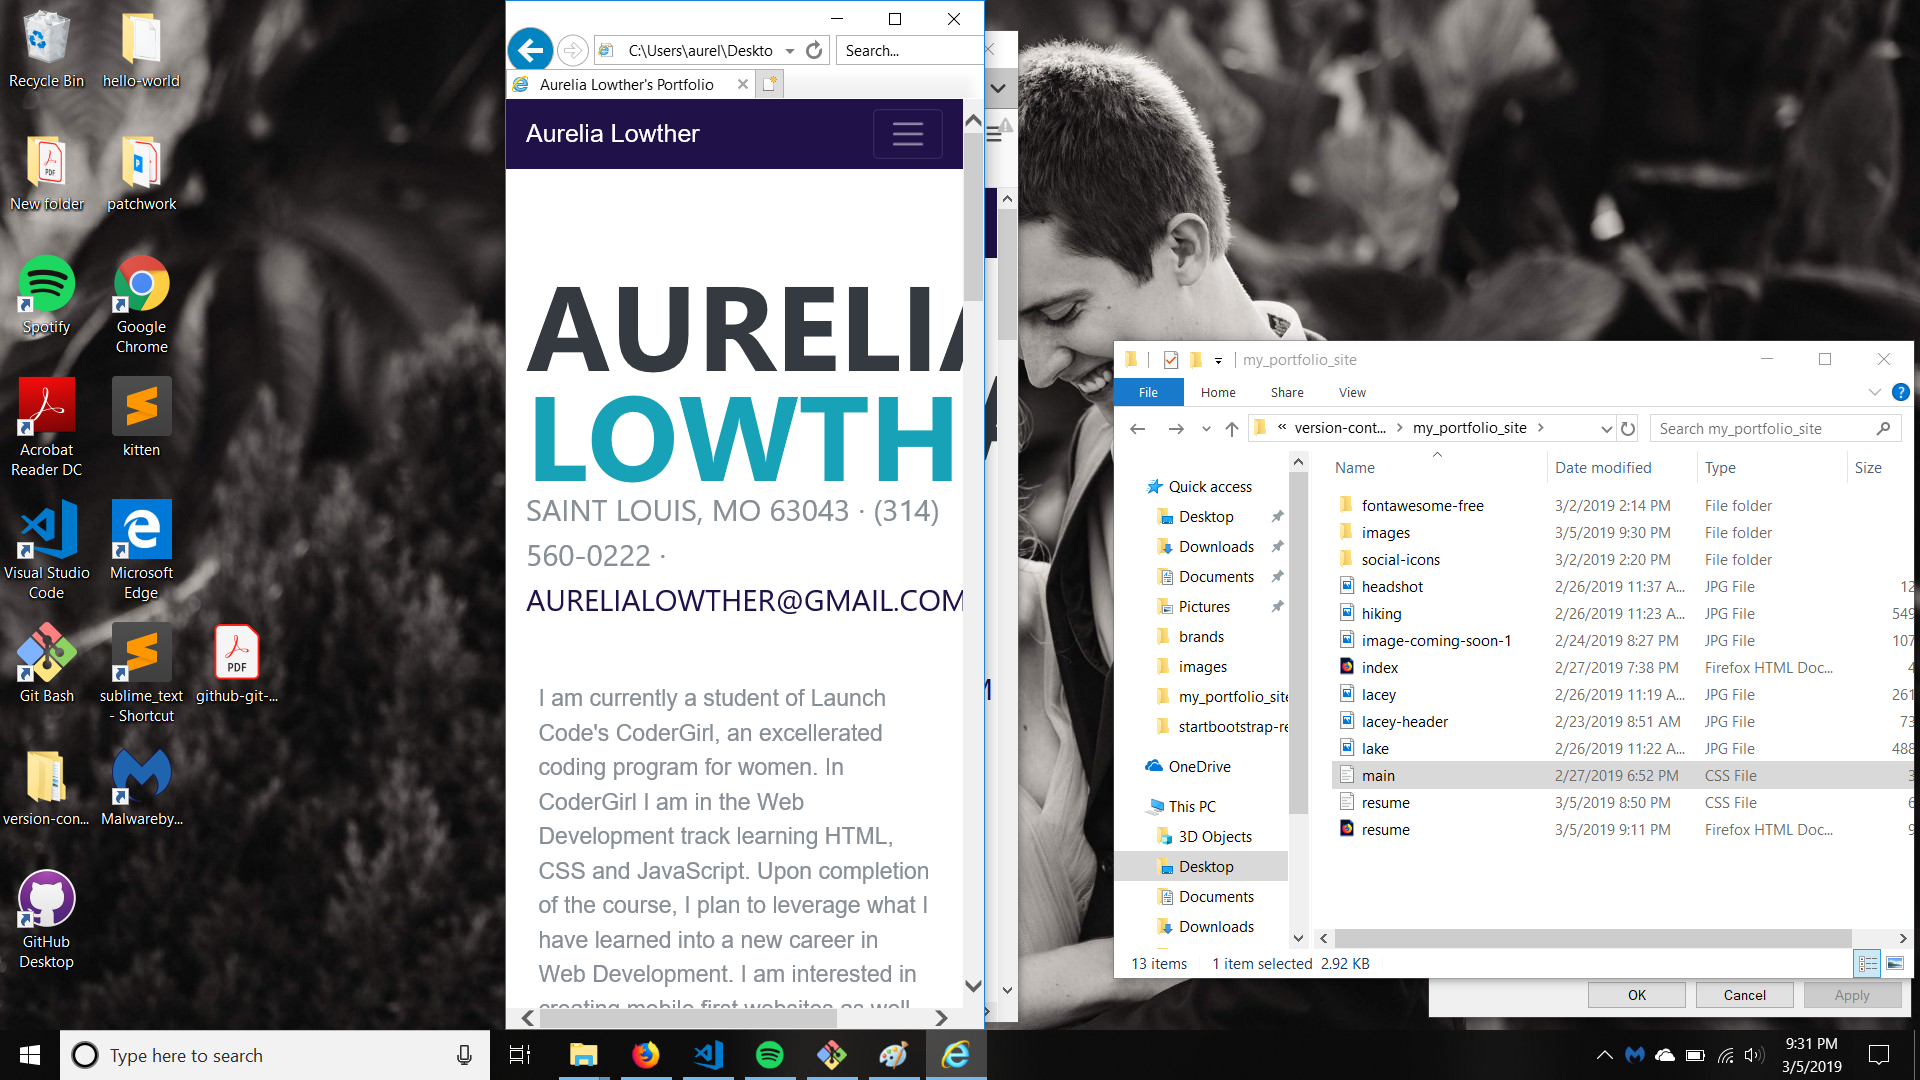 Recycle Bin
hello-world
New folder
patchwork
Spotify
Google
Chrome
Acrobat
Reader DC
kitten
Visual Studio
Code
Microsoft
Edge
Git Bash
sublime_text
- Shortcut
github-git-...
PDF
version-con...
Malwareby...
GitHub
Desktop
C:\Users\aurel\Deskto
Search...
Aurelia Lowther's Portfolio
Aurelia Lowther
AURELIA
LOWTH
SAINT LOUIS, MO 63043 · (314)
560-0222 ·
AURELIALOWTHER@GMAIL.COM
I am currently a student of Launch
Code's CoderGirl, an excellerated
coding program for women. In
CoderGirl I am in the Web
Development track learning HTML,
CSS and JavaScript. Upon completion
of the course, I plan to leverage what I
have learned into a new career in
Web Development. I am interested in
creating mobile first websites as well
my_portfolio_site
File Home Share View
« version-cont... > my_portfolio_site >
Search my_portfolio_site
Name Date modified Type Size
Quick access
Desktop
Downloads
Documents
Pictures
brands
images
my_portfolio_site
startbootstrap-re
OneDrive
This PC
3D Objects
Desktop
Documents
Downloads
fontawesome-free 3/2/2019 2:14 PM File folder
images 3/5/2019 9:30 PM File folder
social-icons 3/2/2019 2:20 PM File folder
headshot 2/26/2019 11:37 A... JPG File 12
hiking 2/26/2019 11:23 A... JPG File 549
image-coming-soon-1 2/24/2019 8:27 PM JPG File 107
index 2/27/2019 7:38 PM Firefox HTML Doc... 4
lacey 2/26/2019 11:19 A... JPG File 261
lacey-header 2/23/2019 8:51 AM JPG File 73
lake 2/26/2019 11:22 A... JPG File 488
main 2/27/2019 6:52 PM CSS File 3
resume 3/5/2019 8:50 PM CSS File 6
resume 3/5/2019 9:11 PM Firefox HTML Doc... 9
13 items 1 item selected 2.92 KB
OK Cancel Apply
Type here to search
9:31 PM
3/5/2019